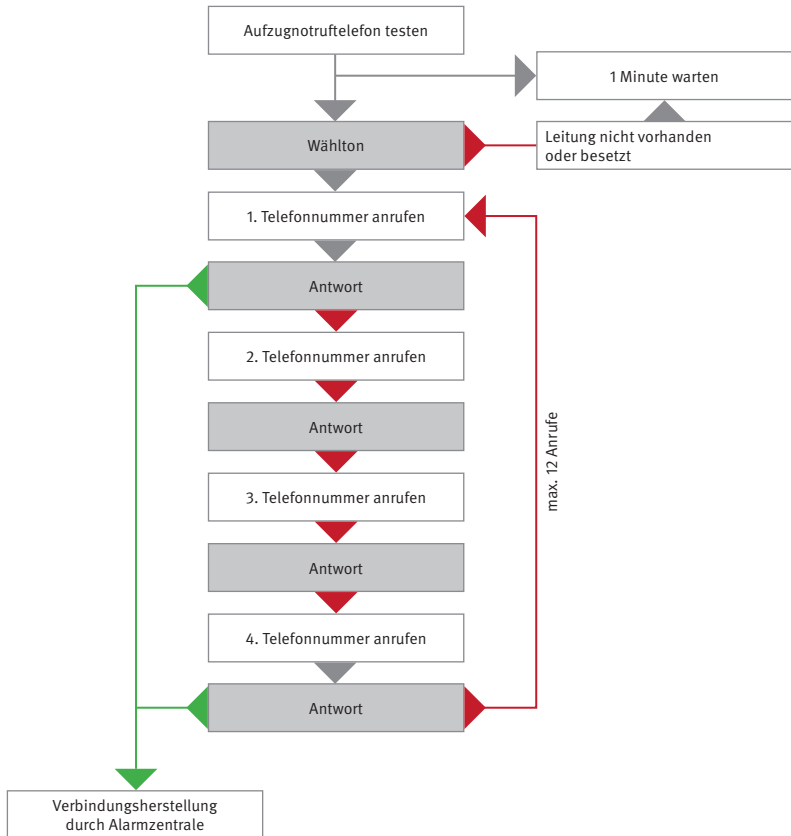 Aufzugnotruftelefon testen
1 Minute warten
Wählton
Leitung nicht vorhanden
oder besetzt
1. Telefonnummer anrufen
Antwort
2. Telefonnummer anrufen
Antwort
3. Telefonnummer anrufen
Antwort
4. Telefonnummer anrufen
Antwort
max. 12 Anrufe
Verbindungsherstellung
durch Alarmzentrale